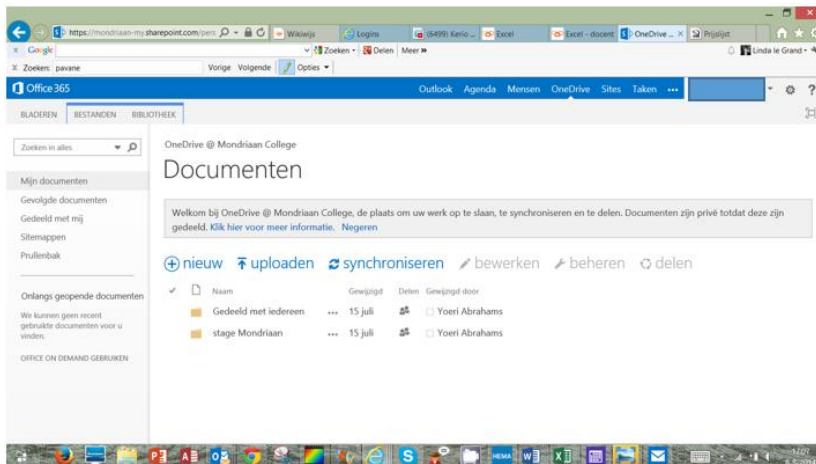 https://mondriaan-my.sharepoint.com/pers
Wikiwijs
Logins
(6499) Kerio ...
Excel
Excel - docent
OneDrive ...
Prijslijst
x Google
Zoeken
Delen
Meer »
Linda le Grand
x Zoeken: pavane
Vorige Volgende
Opties
Office 365
Outlook Agenda Mensen OneDrive Sites Taken •••
?
BLADEREN BESTANDEN BIBLIOTHEEK
Zoeken in alles
Mijn documenten
Gevolgde documenten
Gedeeld met mij
Sitemappen
Prullenbak
Onlangs geopende documenten
We kunnen geen recent
gebruikte documenten voor u
vinden.
OFFICE ON DEMAND GEBRUIKEN
OneDrive @ Mondriaan College
Documenten
Welkom bij OneDrive @ Mondriaan College, de plaats om uw werk op te slaan, te synchroniseren en te delen. Documenten zijn privé totdat deze zijn
gedeeld. Klik hier voor meer informatie. Negeren
nieuw uploaden synchroniseren bewerken beheren delen
Naam Gewijzigd Delen Gewijzigd door
Gedeeld met iedereen ... 15 juli Yoeri Abrahams
stage Mondriaan ... 15 juli Yoeri Abrahams
HEMA